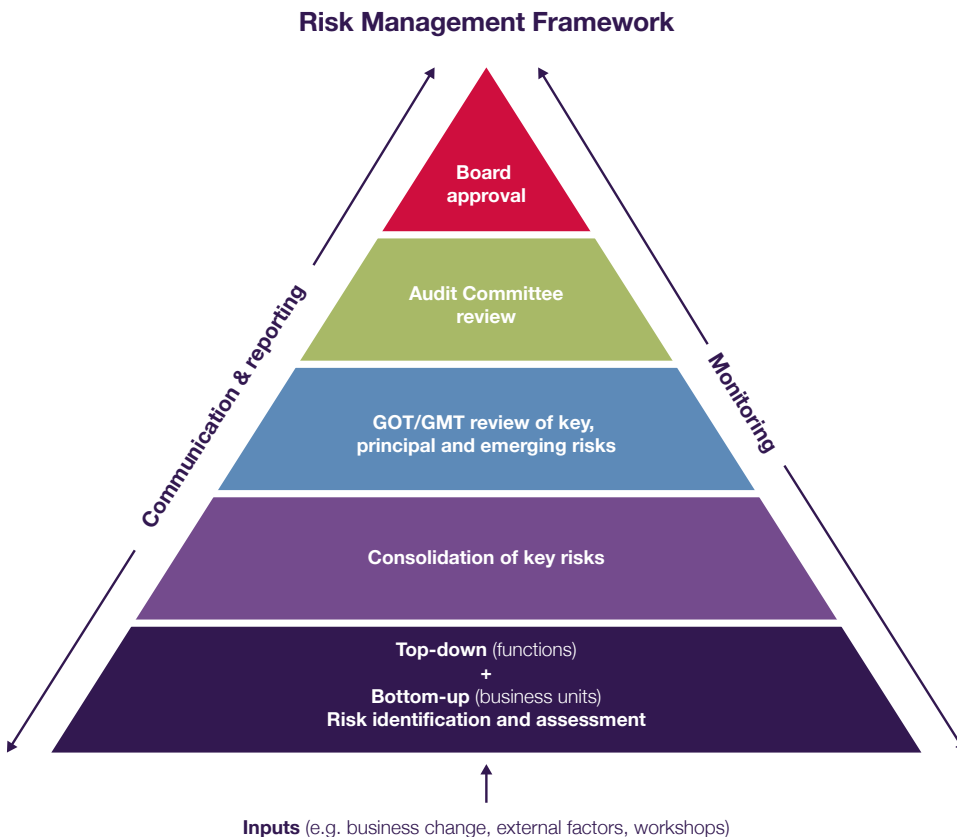 Risk Management Framework
Board
approval
Audit Committee
review
Communication & reporting
Monitoring
GOT/GMT review of key,
principal and emerging risks
Consolidation of key risks
Top-down (functions)
+
Bottom-up (business units)
Risk identification and assessment
Inputs (e.g. business change, external factors, workshops)